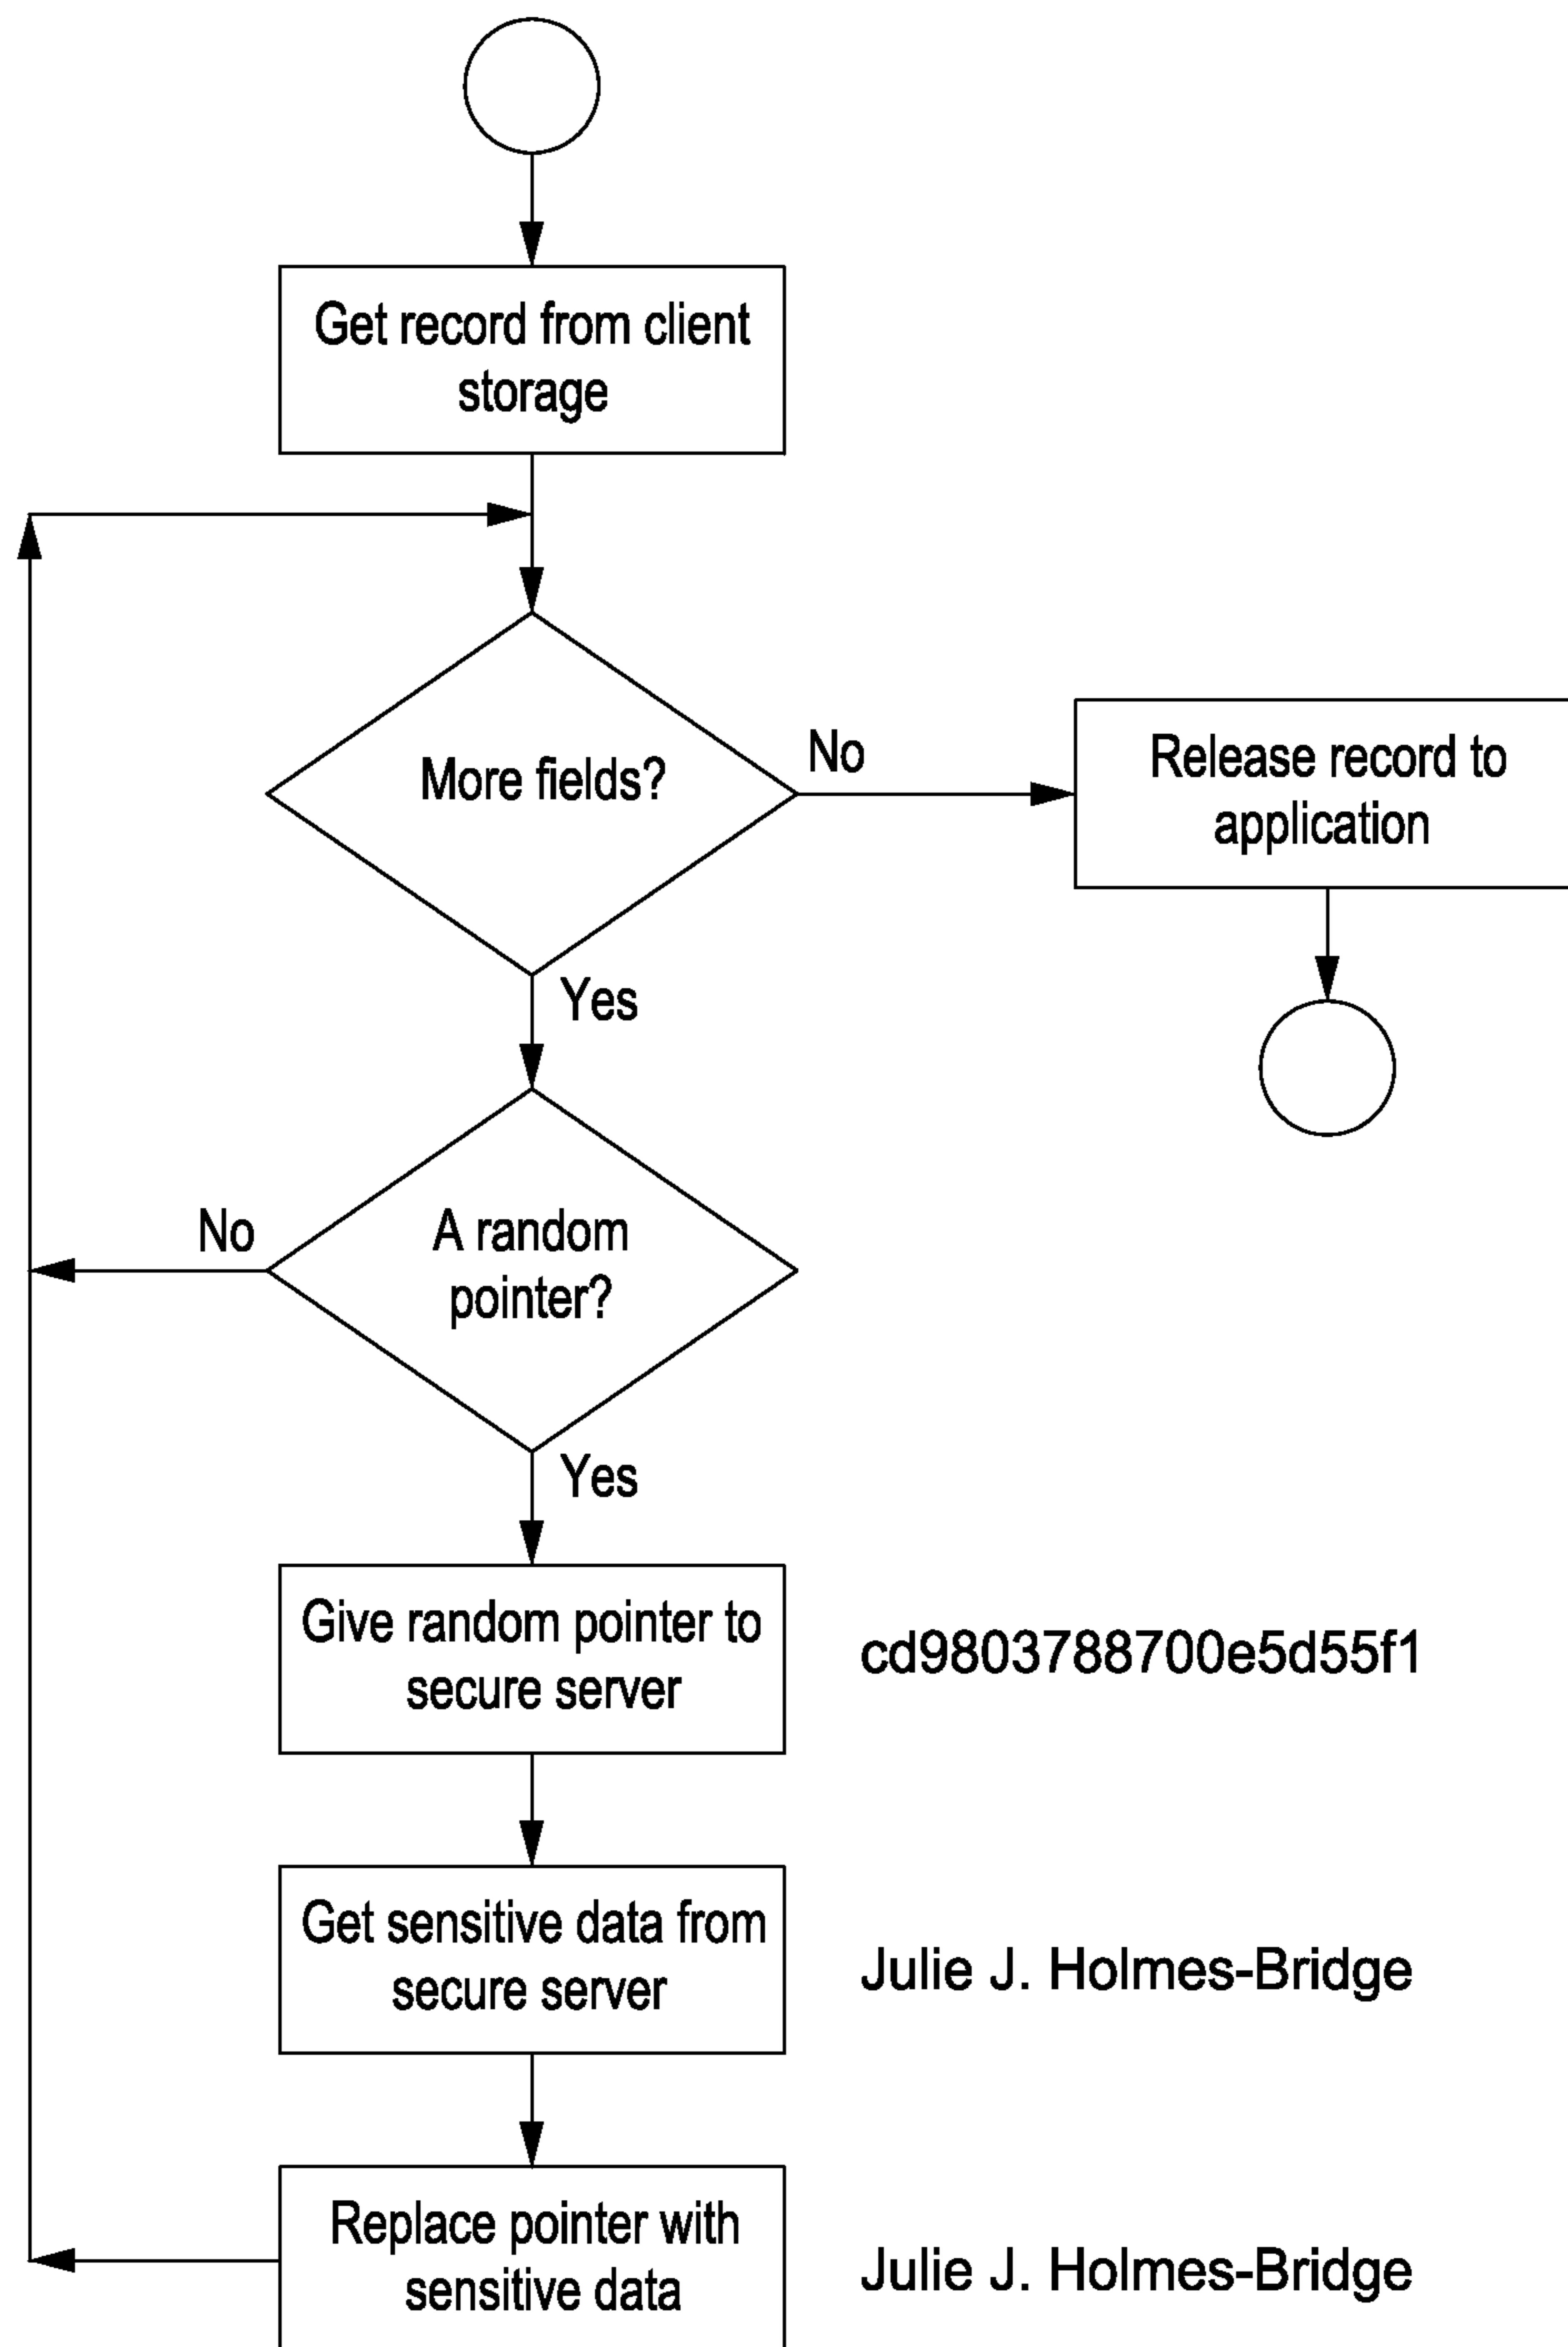 Get record from client
storage
More fields?
No
Release record to
application
Yes
A random
pointer?
No
Yes
Give random pointer to
secure server
cd9803788700e5d55f1
Get sensitive data from
secure server
Julie J. Holmes-Bridge
Replace pointer with
sensitive data
Julie J. Holmes-Bridge